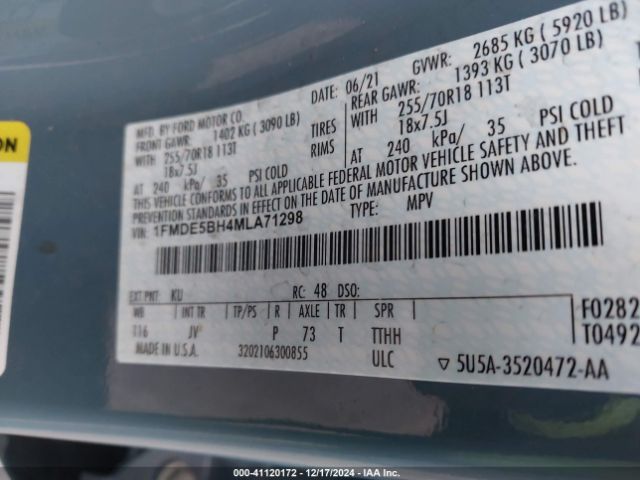 ON
MFD. BY FORD MOTOR CO.
DATE: 06/21
GVWR: 2685 KG ( 5920 LB)
FRONT GAWR: 1402 KG ( 3090 LB)
REAR GAWR: 1393 KG ( 3070 LB)
WITH 255/70R18 113T TIRES
WITH 255/70R18 113T
18x7.5J RIMS
18x7.5J
AT 240 kPa/ 35 PSI COLD
AT 240 kPa/ 35 PSI COLD
THIS VEHICLE CONFORMS TO ALL APPLICABLE FEDERAL MOTOR VEHICLE SAFETY AND THEFT
PREVENTION STANDARDS IN EFFECT ON THE DATE OF MANUFACTURE SHOWN ABOVE.
VIN: 1FMDE5BH4MLA71298
TYPE: MPV
EXT PNT: KU RC: 48 DSO:
WB INT TR TP/PS R AXLE TR SPR
T16 JV P 73 T TTHH
F0282
T0492
MADE IN U.S.A. 3202106300855 ULC
▽ 5U5A-3520472-AA
000-41120172 - 12/17/2024 - IAA Inc.